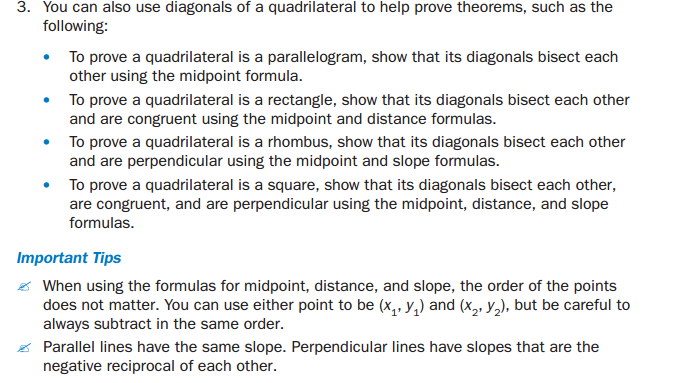 3. You can also use diagonals of a quadrilateral to help prove theorems, such as the
following:
• To prove a quadrilateral is a parallelogram, show that its diagonals bisect each
other using the midpoint formula.
• To prove a quadrilateral is a rectangle, show that its diagonals bisect each other
and are congruent using the midpoint and distance formulas.
• To prove a quadrilateral is a rhombus, show that its diagonals bisect each other
and are perpendicular using the midpoint and slope formulas.
• To prove a quadrilateral is a square, show that its diagonals bisect each other,
are congruent, and are perpendicular using the midpoint, distance, and slope
formulas.
Important Tips
When using the formulas for midpoint, distance, and slope, the order of the points
does not matter. You can use either point to be (x₁, y₁) and (x₂, y₂), but be careful to
always subtract in the same order.
Parallel lines have the same slope. Perpendicular lines have slopes that are the
negative reciprocal of each other.